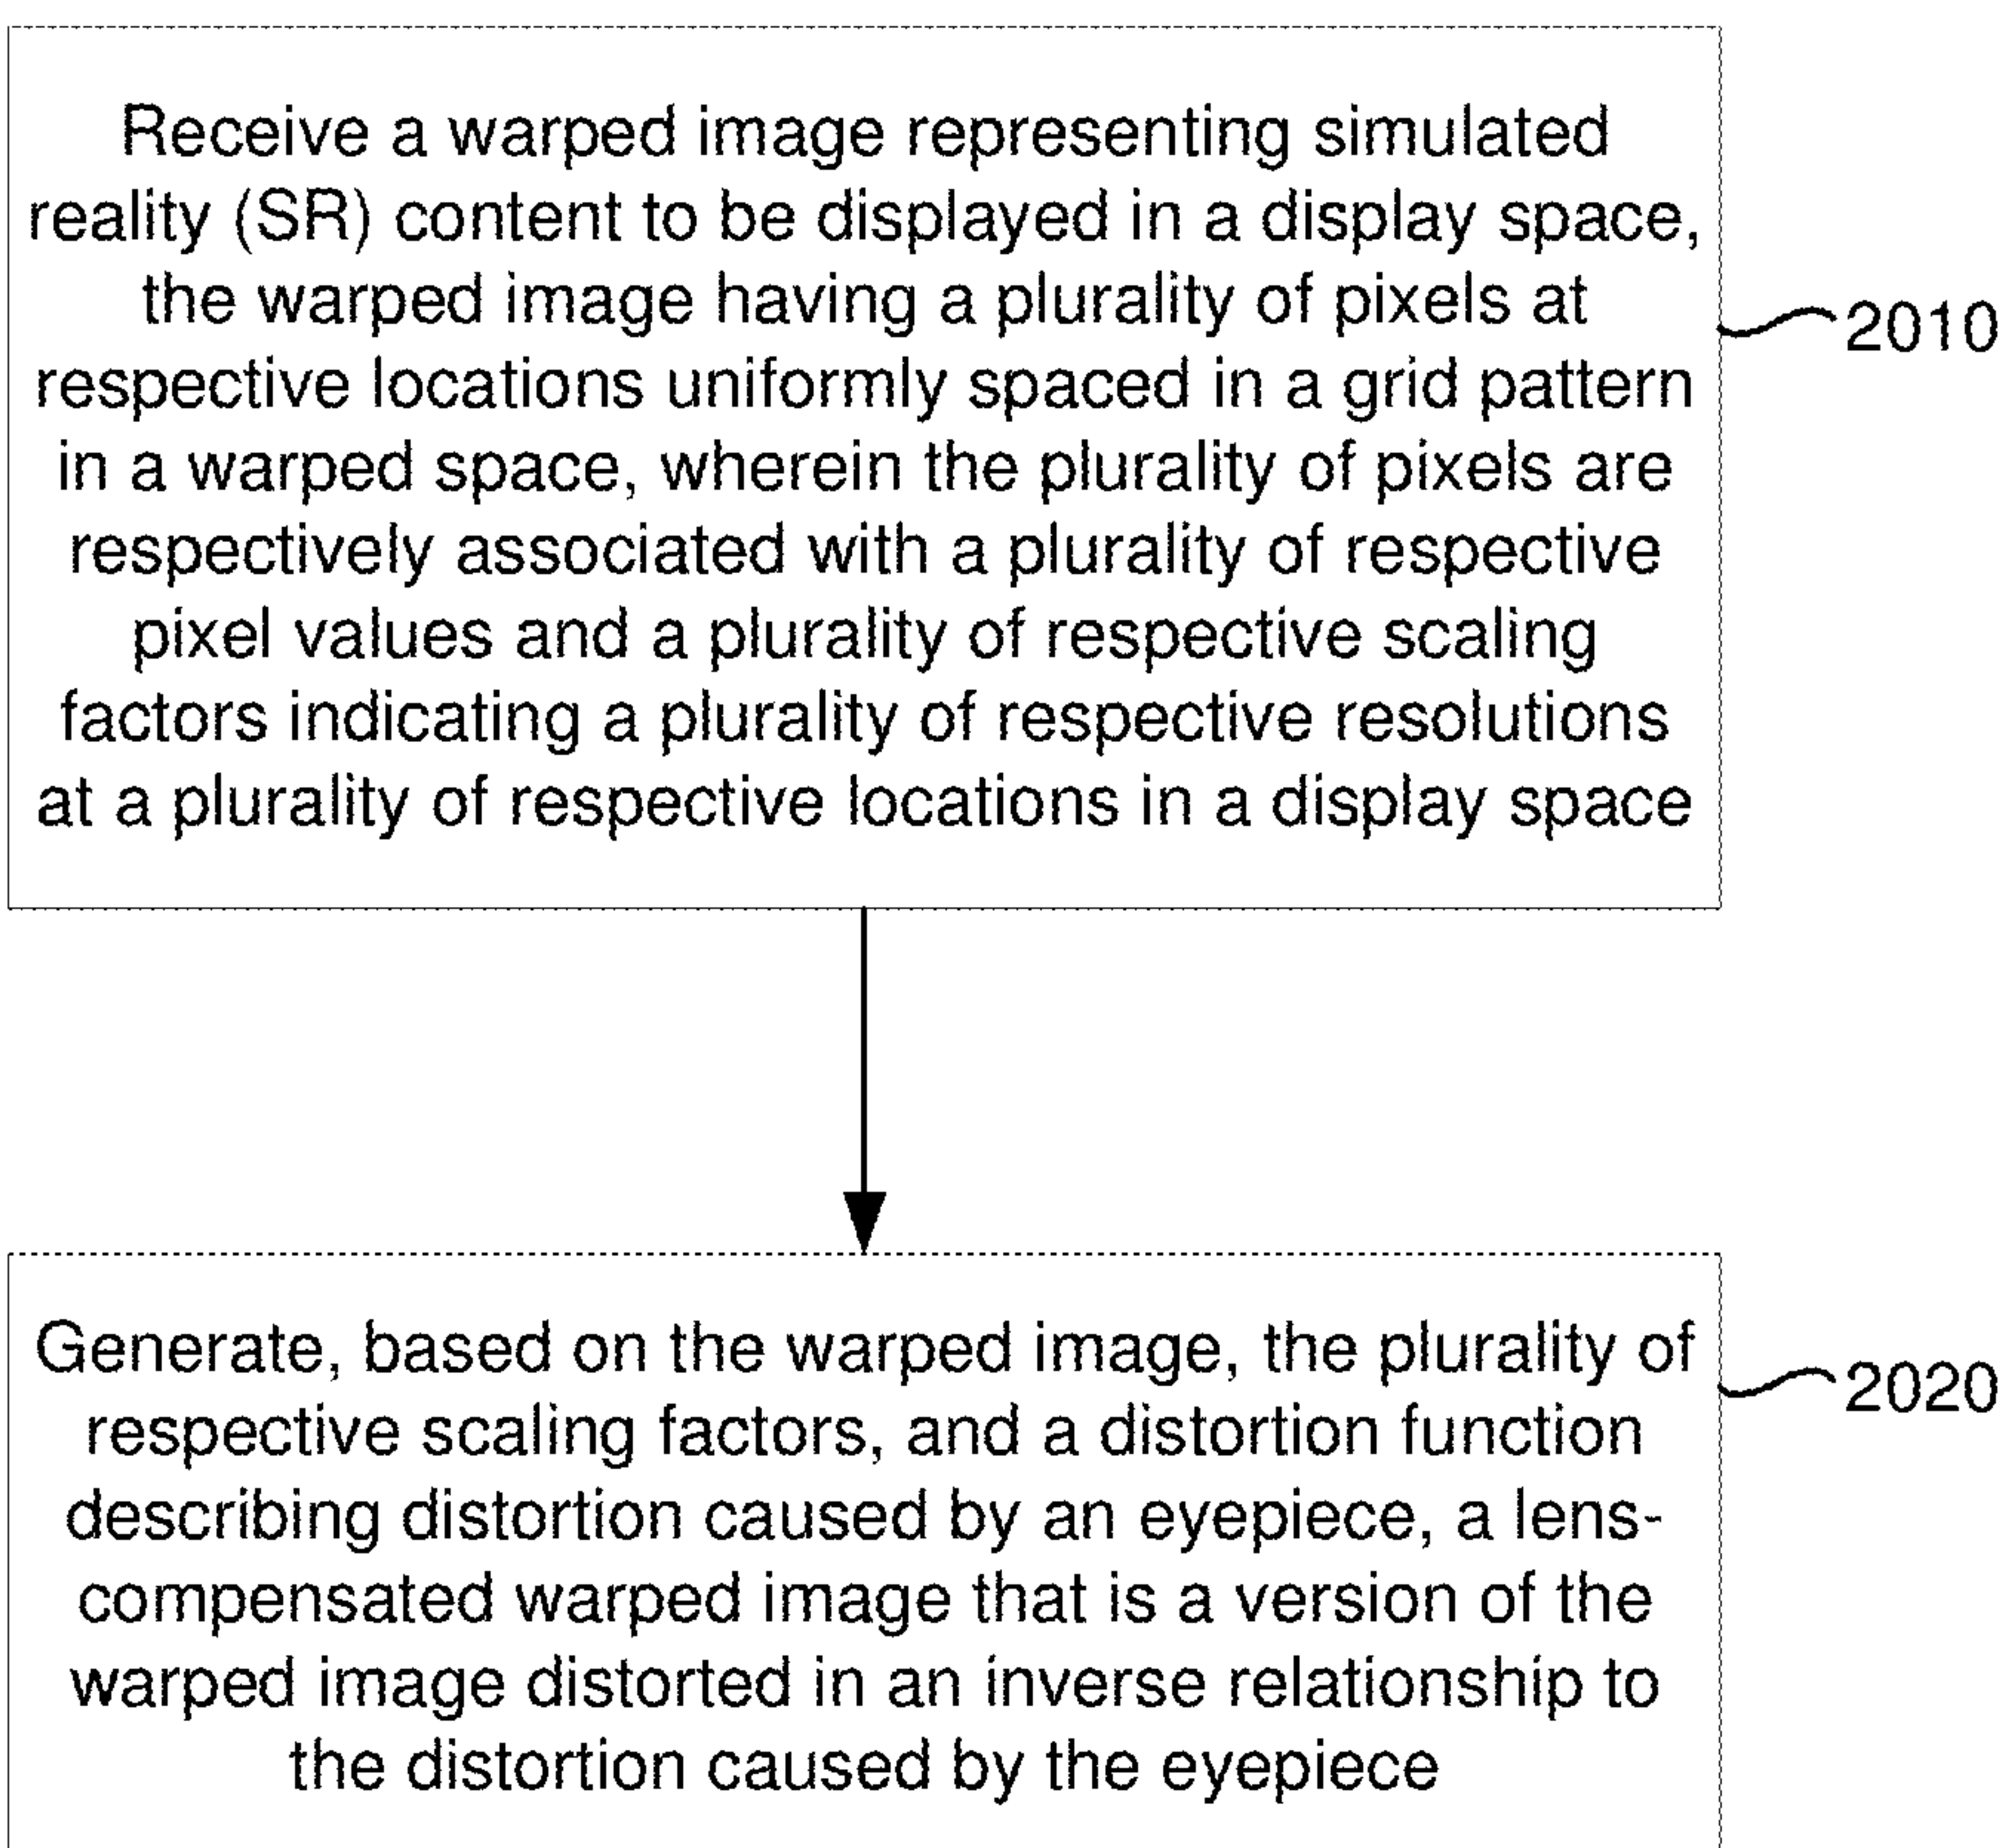 Receive a warped image representing simulated
reality (SR) content to be displayed in a display space,
the warped image having a plurality of pixels at
respective locations uniformly spaced in a grid pattern
in a warped space, wherein the plurality of pixels are
respectively associated with a plurality of respective
pixel values and a plurality of respective scaling
factors indicating a plurality of respective resolutions
at a plurality of respective locations in a display space
2010
Generate, based on the warped image, the plurality of
respective scaling factors, and a distortion function
describing distortion caused by an eyepiece, a lens-
compensated warped image that is a version of the
warped image distorted in an inverse relationship to
the distortion caused by the eyepiece
2020